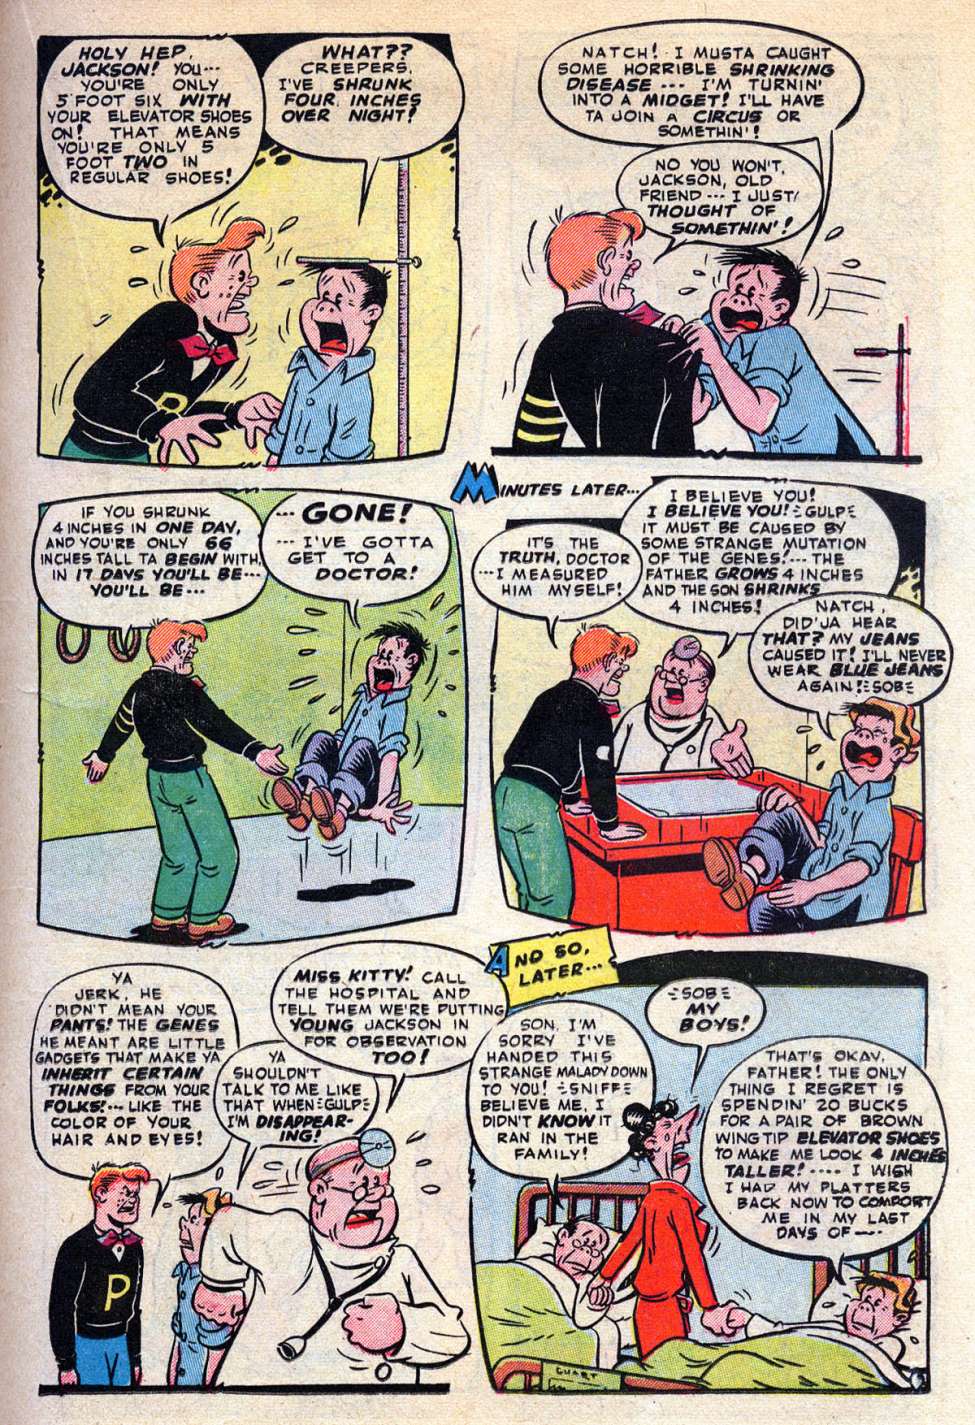 HOLY HEP,
JACKSON! YOU---
YOU'RE ONLY
5 FOOT SIX WITH
YOUR ELEVATOR SHOES
ON! THAT MEANS
YOU'RE ONLY 5
FOOT TWO IN
REGULAR SHOES!
WHAT??
CREEPERS,
I'VE SHRUNK
FOUR INCHES
OVER NIGHT!
NATCH! I MUSTA CAUGHT
SOME HORRIBLE SHRINKING
DISEASE --- I'M TURNIN'
INTO A MIDGET! I'LL HAVE
TA JOIN A CIRCUS OR
SOMETHIN'!
NO YOU WON'T,
JACKSON, OLD
FRIEND --- I JUST
THOUGHT OF
SOMETHIN'!
IF YOU SHRUNK
4 INCHES IN ONE DAY,
AND YOU'RE ONLY 66
INCHES TALL TA BEGIN WITH,
IN 17 DAYS YOU'LL BE---
YOU'LL BE ---
--- GONE!
--- I'VE GOTTA
GET TO A
DOCTOR!
MINUTES LATER...
IT'S THE
TRUTH, DOCTOR
--- I MEASURED
HIM MYSELF!
I BELIEVE YOU!
I BELIEVE YOU! GULP
IT MUST BE CAUSED BY
SOME STRANGE MUTATION
OF THE GENES! --- THE
FATHER GROWS 4 INCHES
AND THE SON SHRINKS
4 INCHES!
NATCH,
DID'JA HEAR
THAT? MY JEANS
CAUSED IT! I'LL NEVER
WEAR BLUE JEANS
AGAIN! SOB
YA
JERK, HE
DIDN'T MEAN YOUR
PANTS! THE GENES
HE MEANT ARE LITTLE
GADGETS THAT MAKE YA
INHERIT CERTAIN
THINGS FROM YOUR
FOLKS! --- LIKE THE
COLOR OF YOUR
HAIR AND EYES!
YA
SHOULDN'T
TALK TO ME LIKE
THAT WHEN GULP
I'M DISAPPEAR-
ING!
MISS KITTY! CALL
THE HOSPITAL AND
TELL THEM WE'RE PUTTING
YOUNG JACKSON IN
FOR OBSERVATION
TOO!
P
AND SO,
LATER...
SON, I'M
SORRY I'VE
HANDED THIS
STRANGE MALADY DOWN
TO YOU! SNIFF
BELIEVE ME, I
DIDN'T KNOW IT
RAN IN THE
FAMILY!
SOB
MY
BOYS!
THAT'S OKAY,
FATHER! THE ONLY
THING I REGRET IS
SPENDIN' 20 BUCKS
FOR A PAIR OF BROWN
WING TIP ELEVATOR SHOES
TO MAKE ME LOOK 4 INCHES
TALLER! ---- I WISH
I HAD MY PLATTERS
BACK NOW TO COMFORT
ME IN MY LAST
DAYS OF ----
CHART